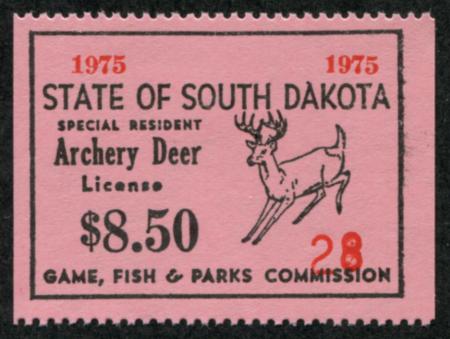 1975 1975
STATE OF SOUTH DAKOTA
SPECIAL RESIDENT
Archery Deer
License
$8.50
28
GAME, FISH & PARKS COMMISSION